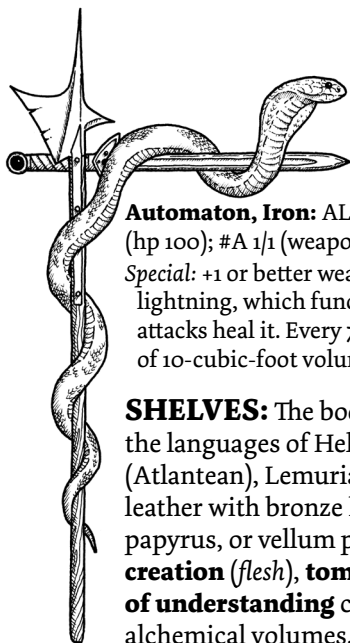 Automaton, Iron: AL
(hp 100); #A 1/1 (weapo
Special: +1 or better wea
lightning, which func
attacks heal it. Every 7
of 10-cubic-foot volu
SHELVES: The boo
the languages of Hel
(Atlantean), Lemuria
leather with bronze
papyrus, or vellum p
creation (flesh), tom
of understanding c
alchemical volumes.